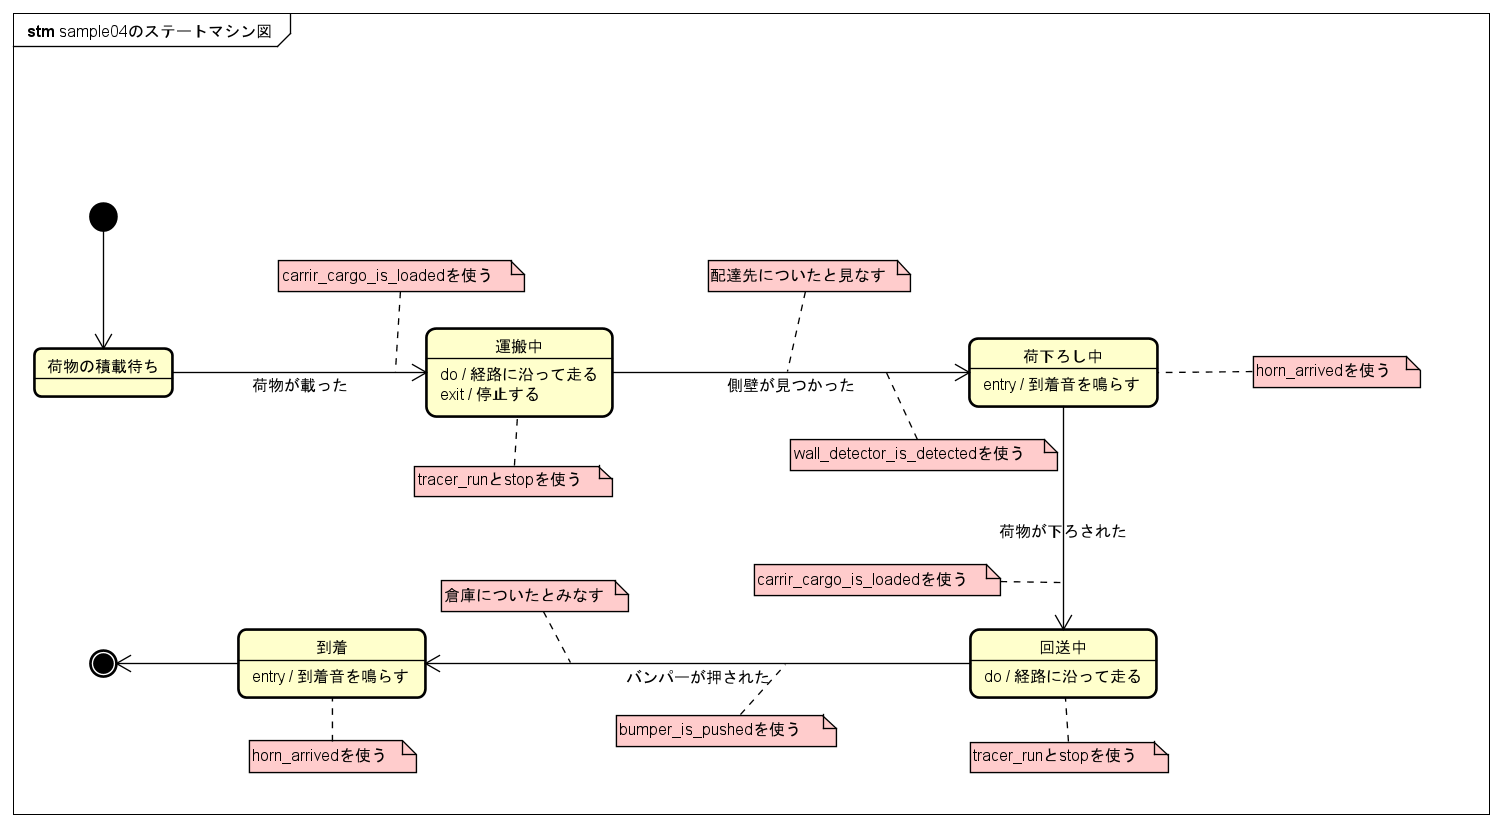 stm sample04のステートマシン図
carrir_cargo_is_loadedを使う
配達先についたと見なす
荷物の積載待ち
荷物が載った
運搬中
do / 経路に沿って走る
exit / 停止する
側壁が見つかった
荷下ろし中
entry / 到着音を鳴らす
horn_arrivedを使う
tracer_runとstopを使う
wall_detector_is_detectedを使う
荷物が下ろされた
carrir_cargo_is_loadedを使う
倉庫についたとみなす
到着
entry / 到着音を鳴らす
バンパーが押された
回送中
do / 経路に沿って走る
horn_arrivedを使う
bumper_is_pushedを使う
tracer_runとstopを使う